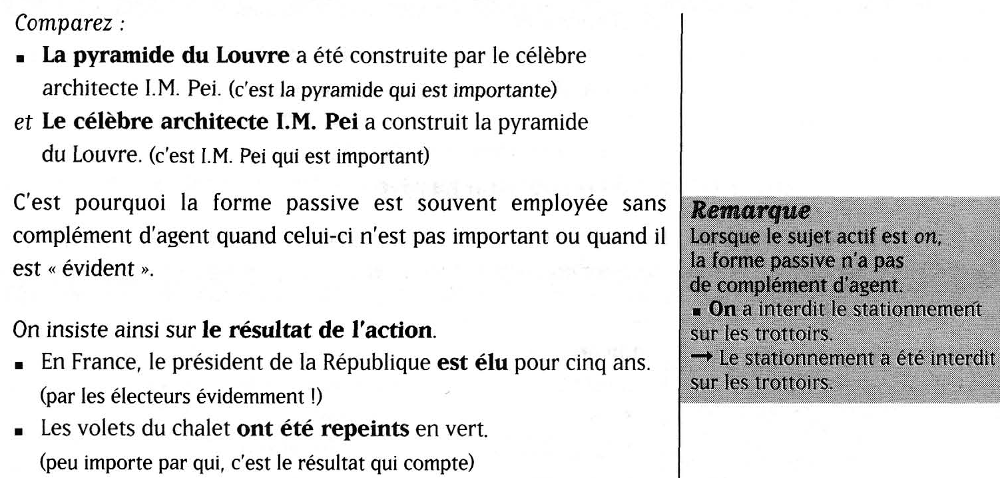 Comparez :
▪ La pyramide du Louvre a été construite par le célèbre
architecte I.M. Pei. (c'est la pyramide qui est importante)
et Le célèbre architecte I.M. Pei a construit la pyramide
du Louvre. (c'est I.M. Pei qui est important)
C'est pourquoi la forme passive est souvent employée sans
complément d'agent quand celui-ci n'est pas important ou quand il
est « évident ».
On insiste ainsi sur le résultat de l'action.
▪ En France, le président de la République est élu pour cinq ans.
(par les électeurs évidemment !)
▪ Les volets du chalet ont été repeints en vert.
(peu importe par qui, c'est le résultat qui compte)
Remarque
Lorsque le sujet actif est on,
la forme passive n'a pas
de complément d'agent.
▪ On a interdit le stationnement
sur les trottoirs.
→ Le stationnement a été interdit
sur les trottoirs.